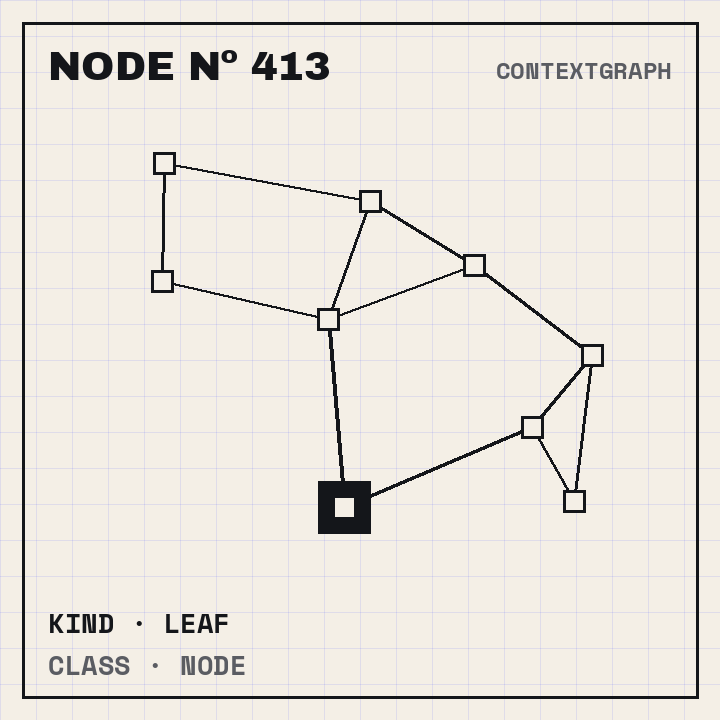 NODE Nº 413
CONTEXTGRAPH
KIND · LEAF
CLASS · NODE